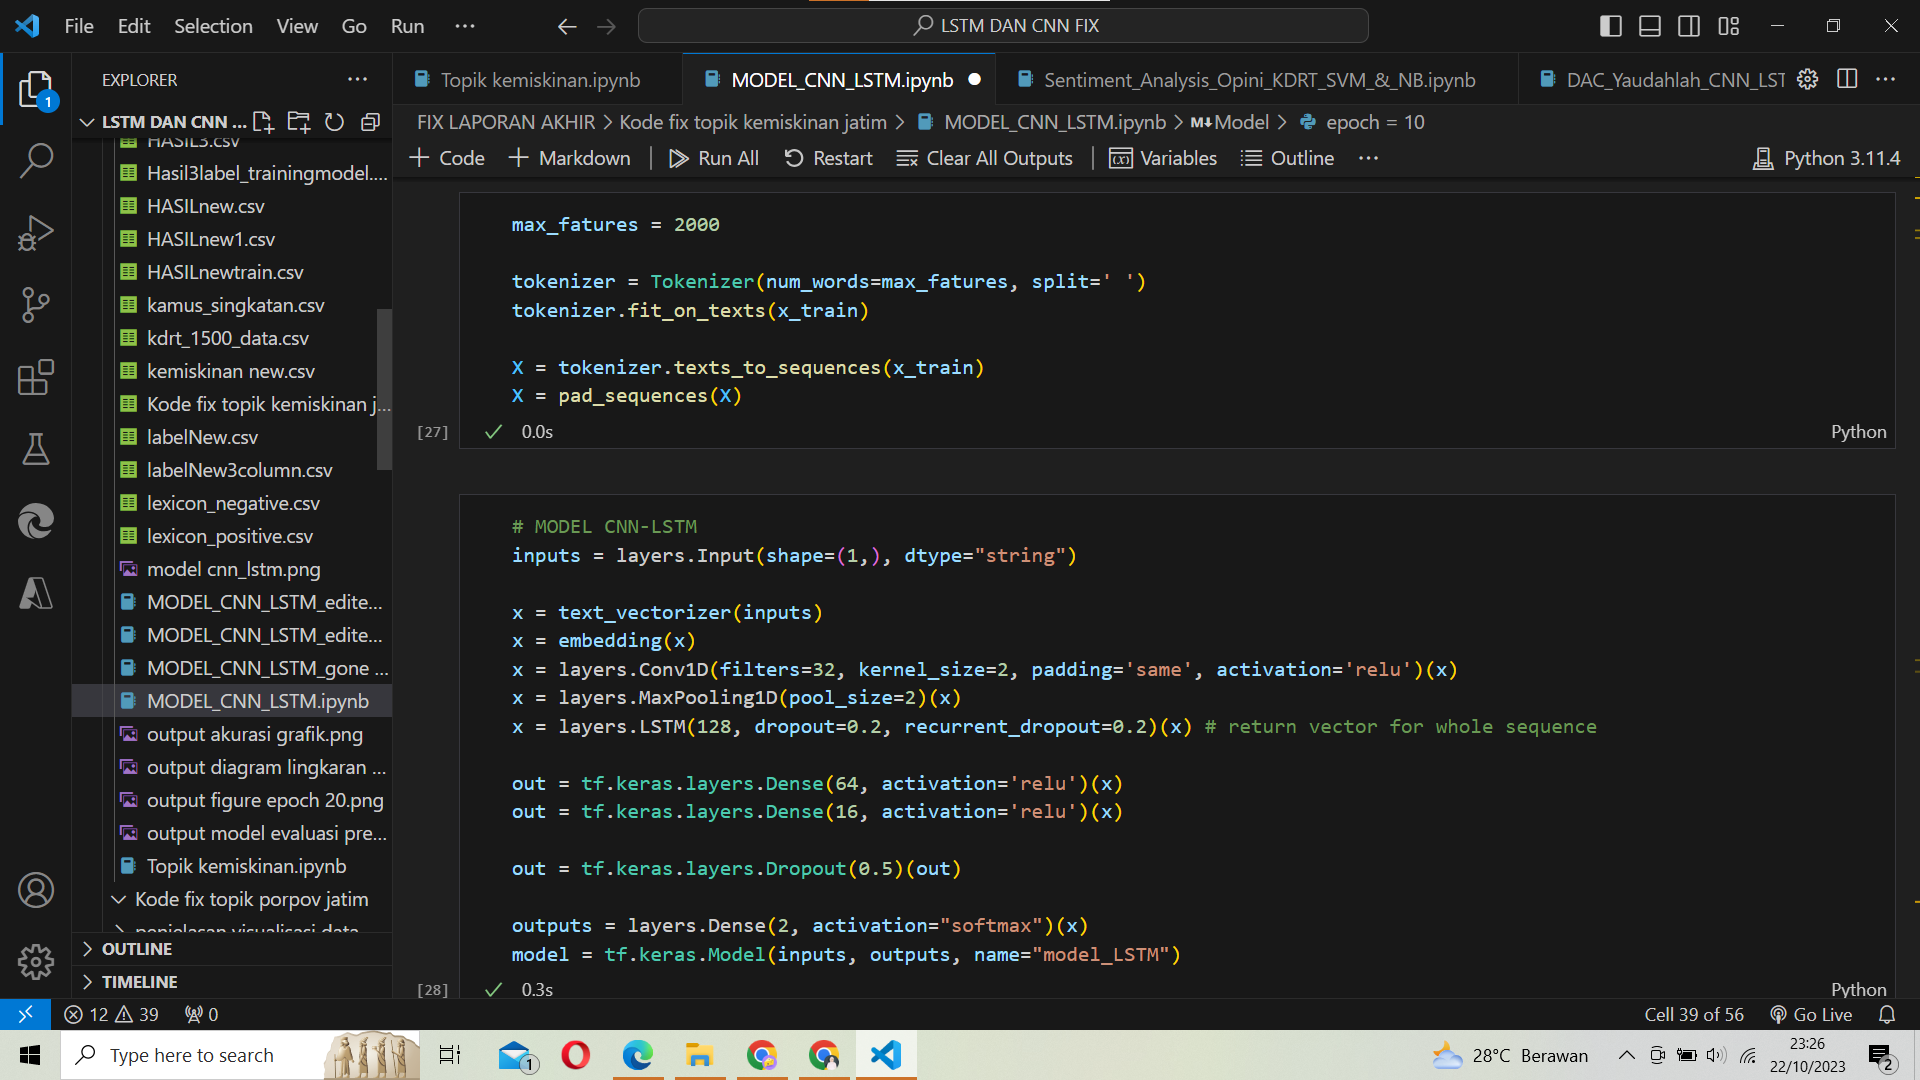 File Edit Selection View Go Run ··· LSTM DAN CNN FIX
EXPLORER
Topik kemiskinan.ipynb
MODEL_CNN_LSTM.ipynb
Sentiment_Analysis_Opini_KDRT_SVM_&_NB.ipynb
DAC_Yaudahlah_CNN_LST
1
LSTM DAN CNN ...
FIX LAPORAN AKHIR > Kode fix topik kemiskinan jatim > MODEL_CNN_LSTM.ipynb > M↓Model > epoch = 10
+ Code + Markdown | Run All Restart Clear All Outputs | Variables Outline ··· Python 3.11.4
HASIL3.csv
Hasil3label_trainingmodel....
HASILnew.csv
HASILnew1.csv
HASILnewtrain.csv
kamus_singkatan.csv
kdrt_1500_data.csv
kemiskinan new.csv
Kode fix topik kemiskinan j...
labelNew.csv
labelNew3column.csv
lexicon_negative.csv
lexicon_positive.csv
model cnn_lstm.png
MODEL_CNN_LSTM_edite...
MODEL_CNN_LSTM_edite...
MODEL_CNN_LSTM_gone ...
MODEL_CNN_LSTM.ipynb
output akurasi grafik.png
output diagram lingkaran ...
output figure epoch 20.png
output model evaluasi pre...
Topik kemiskinan.ipynb
Kode fix topik porpov jatim
penjelasan visualisasi data
OUTLINE
TIMELINE
max_fatures = 2000
tokenizer = Tokenizer(num_words=max_fatures, split=' ')
tokenizer.fit_on_texts(x_train)
X = tokenizer.texts_to_sequences(x_train)
X = pad_sequences(X)
[27] 0.0s Python
# MODEL CNN-LSTM
inputs = layers.Input(shape=(1,), dtype="string")
x = text_vectorizer(inputs)
x = embedding(x)
x = layers.Conv1D(filters=32, kernel_size=2, padding='same', activation='relu')(x)
x = layers.MaxPooling1D(pool_size=2)(x)
x = layers.LSTM(128, dropout=0.2, recurrent_dropout=0.2)(x) # return vector for whole sequence
out = tf.keras.layers.Dense(64, activation='relu')(x)
out = tf.keras.layers.Dense(16, activation='relu')(x)
out = tf.keras.layers.Dropout(0.5)(out)
outputs = layers.Dense(2, activation="softmax")(x)
model = tf.keras.Model(inputs, outputs, name="model_LSTM")
[28] 0.3s Python
12 39 0 Cell 39 of 56 Go Live
Type here to search
1
28°C Berawan
23:26
22/10/2023
2